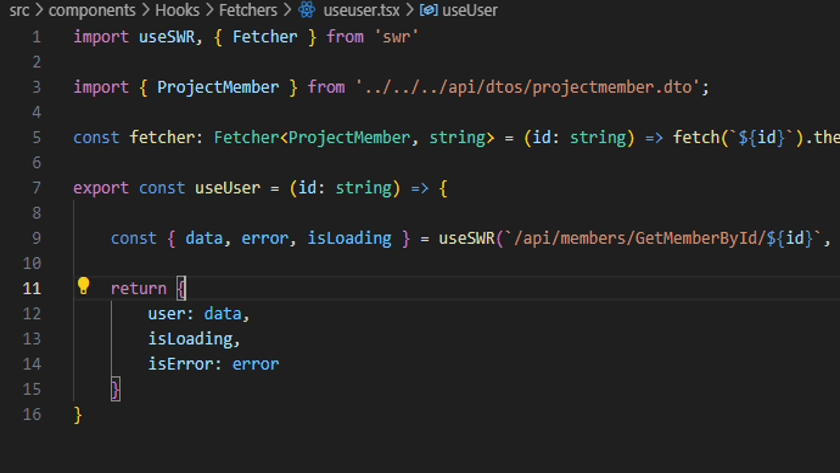 src > components > Hooks > Fetchers > useuser.tsx > useUser
1 import useSWR, { Fetcher } from 'swr'
2
3 import { ProjectMember } from '../../../api/dtos/projectmember.dto';
4
5 const fetcher: Fetcher<ProjectMember, string> = (id: string) => fetch(`${id}`).the
6
7 export const useUser = (id: string) => {
8
9 const { data, error, isLoading } = useSWR(`/api/members/GetMemberById/${id}`,
10
11 return {
12 user: data,
13 isLoading,
14 isError: error
15 }
16 }